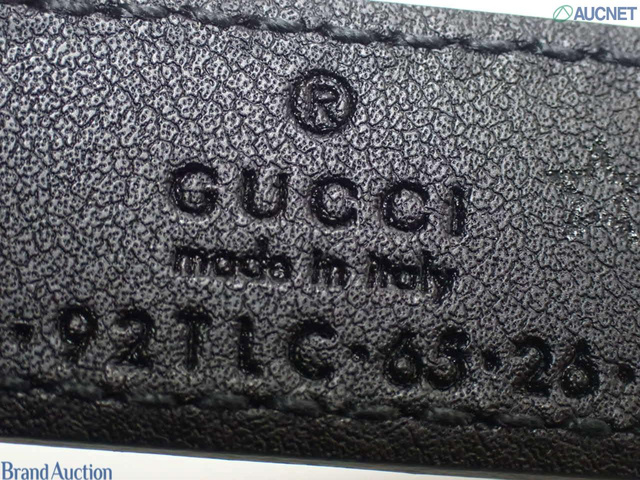 AUCNET
®
GUCCI
made in italy
·92TLC·65·26·
Brand Auction